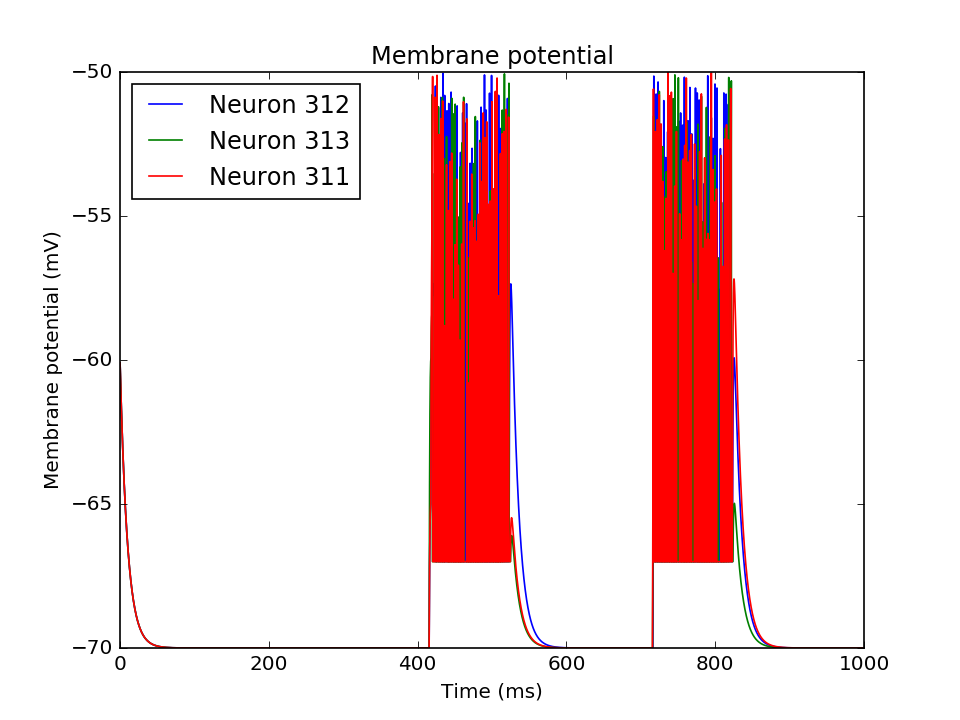 Membrane potential
Neuron 312
Neuron 313
Neuron 311
Membrane potential (mV)
−50
−55
−60
−65
−70
0 200 400 600 800 1000
Time (ms)